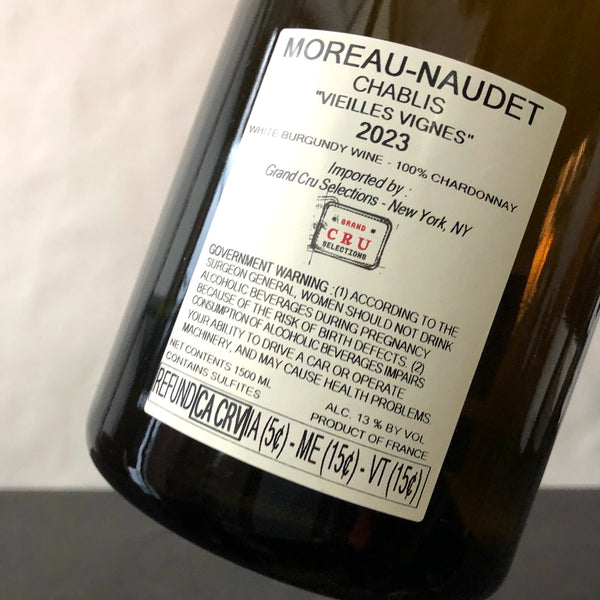 MOREAU-NAUDET
CHABLIS
"VIEILLES VIGNES"
2023
WHITE BURGUNDY WINE - 100% CHARDONNAY
Imported by :
Grand Cru Selections - New York, NY
GRAND
CRU
SELECTIONS
GOVERNMENT WARNING :(1) ACCORDING TO THE
SURGEON GENERAL, WOMEN SHOULD NOT DRINK
ALCOHOLIC BEVERAGES DURING PREGNANCY
BECAUSE OF THE RISK OF BIRTH DEFECTS. (2)
CONSUMPTION OF ALCOHOLIC BEVERAGES IMPAIRS
YOUR ABILITY TO DRIVE A CAR OR OPERATE
MACHINERY, AND MAY CAUSE HEALTH PROBLEMS.
NET CONTENTS 1500 ML
ALC. 13 % BY VOL
CONTAINS SULFITES
PRODUCT OF FRANCE
REFUND CA CRV IA (5¢) - ME (15¢) - VT (15¢)